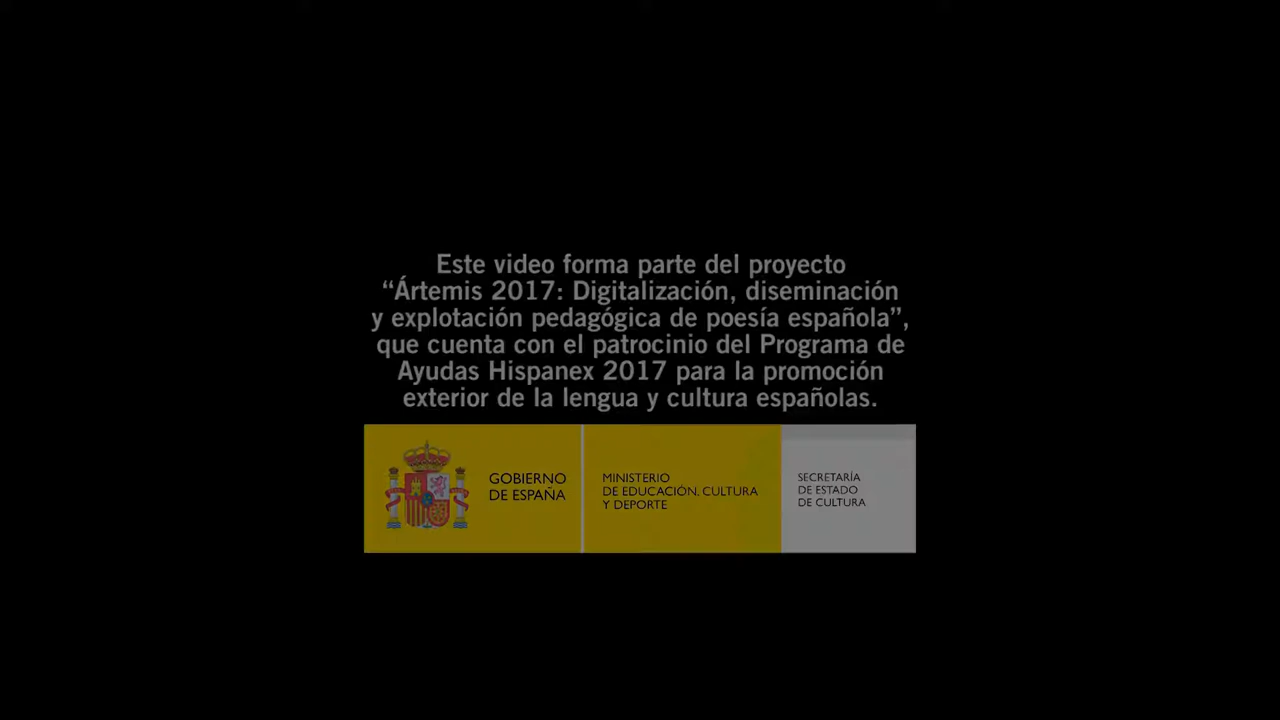 Este video forma parte del proyecto
“Ártemis 2017: Digitalización, diseminación
y explotación pedagógica de poesía española”,
que cuenta con el patrocinio del Programa de
Ayudas Hispanex 2017 para la promoción
exterior de la lengua y cultura españolas.
GOBIERNO
DE ESPAÑA
MINISTERIO
DE EDUCACIÓN, CULTURA
Y DEPORTE
SECRETARÍA
DE ESTADO
DE CULTURA